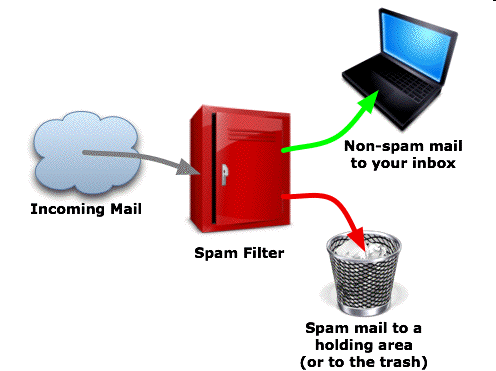 Non-spam mail
to your inbox
Incoming Mail
Spam Filter
Spam mail to a
holding area
(or to the trash)